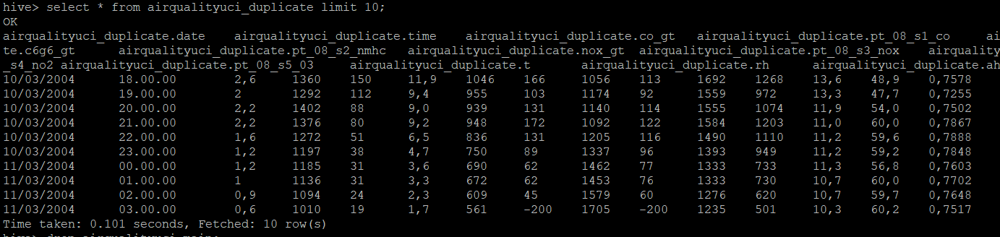 hive> select * from airqualityuci_duplicate limit 10;
OK
airqualityuci_duplicate.date airqualityuci_duplicate.time airqualityuci_duplicate.co_gt airqualityuci_duplicate.pt_08_s1_co ai
te.c6g6_gt airqualityuci_duplicate.pt_08_s2_nmhc airqualityuci_duplicate.nox_gt airqualityuci_duplicate.pt_08_s3_nox airquality
_s4_no2 airqualityuci_duplicate.pt_08_s5_03 airqualityuci_duplicate.t airqualityuci_duplicate.rh airqualityuci_duplicate.ah
10/03/2004 18.00.00 2,6 1360 150 11,9 1046 166 1056 113 1692 1268 13,6 48,9 0,7578
10/03/2004 19.00.00 2 1292 112 9,4 955 103 1174 92 1559 972 13,3 47,7 0,7255
10/03/2004 20.00.00 2,2 1402 88 9,0 939 131 1140 114 1555 1074 11,9 54,0 0,7502
10/03/2004 21.00.00 2,2 1376 80 9,2 948 172 1092 122 1584 1203 11,0 60,0 0,7867
10/03/2004 22.00.00 1,6 1272 51 6,5 836 131 1205 116 1490 1110 11,2 59,6 0,7888
10/03/2004 23.00.00 1,2 1197 38 4,7 750 89 1337 96 1393 949 11,2 59,2 0,7848
11/03/2004 00.00.00 1,2 1185 31 3,6 690 62 1462 77 1333 733 11,3 56,8 0,7603
11/03/2004 01.00.00 1 1136 31 3,3 672 62 1453 76 1333 730 10,7 60,0 0,7702
11/03/2004 02.00.00 0,9 1094 24 2,3 609 45 1579 60 1276 620 10,7 59,7 0,7648
11/03/2004 03.00.00 0,6 1010 19 1,7 561 -200 1705 -200 1235 501 10,3 60,2 0,7517
Time taken: 0.101 seconds, Fetched: 10 row(s)